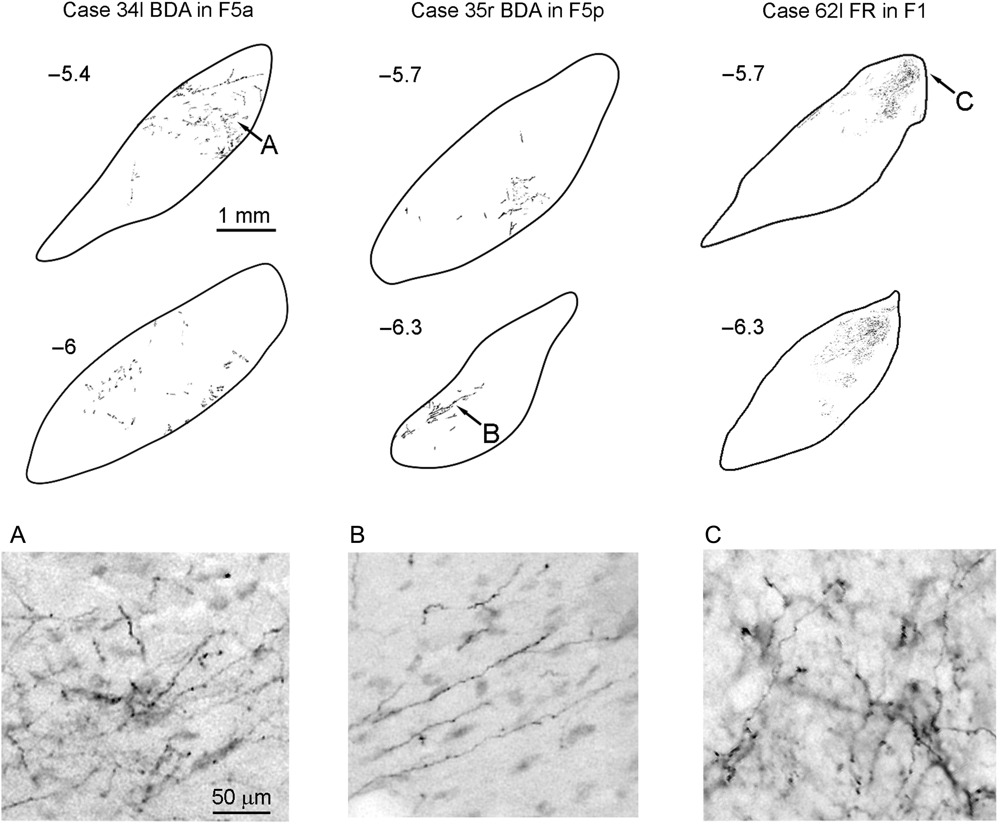 Case 34l BDA in F5a
Case 35r BDA in F5p
Case 62l FR in F1
–5.4
–5.7
–5.7
A
C
1 mm
–6
–6.3
–6.3
B
A
B
C
50 μm